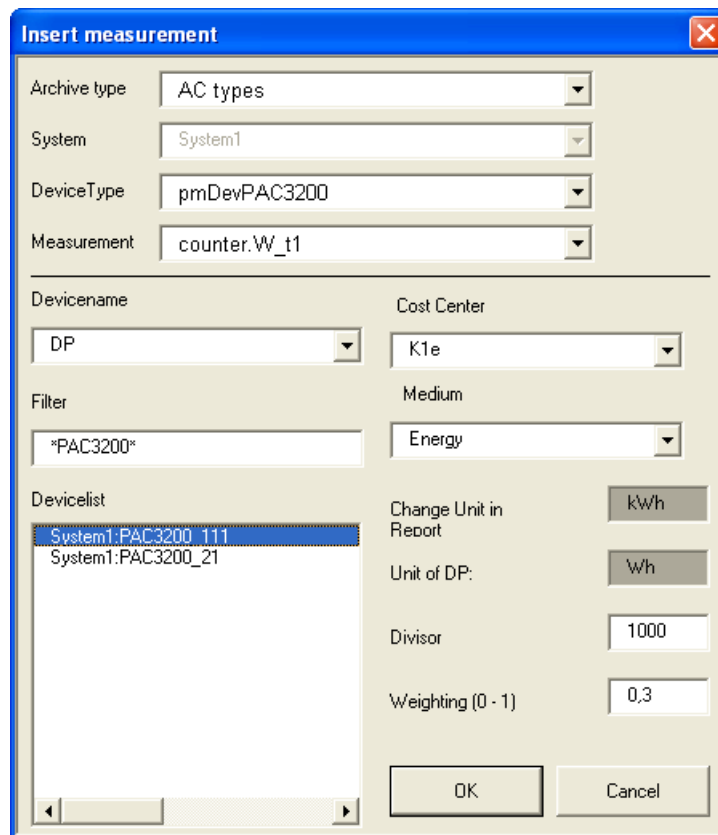 Insert measurement
Archive type
AC types
System
System1
DeviceType
pmDevPAC3200
Measurement
counter.W_t1
Devicename
DP
Cost Center
K1e
Filter
*PAC3200*
Medium
Energy
Devicelist
System1:PAC3200_111
System1:PAC3200_21
Change Unit in
Report
kWh
Unit of DP:
Wh
Divisor
1000
Weighting (0 - 1)
0,3
OK
Cancel